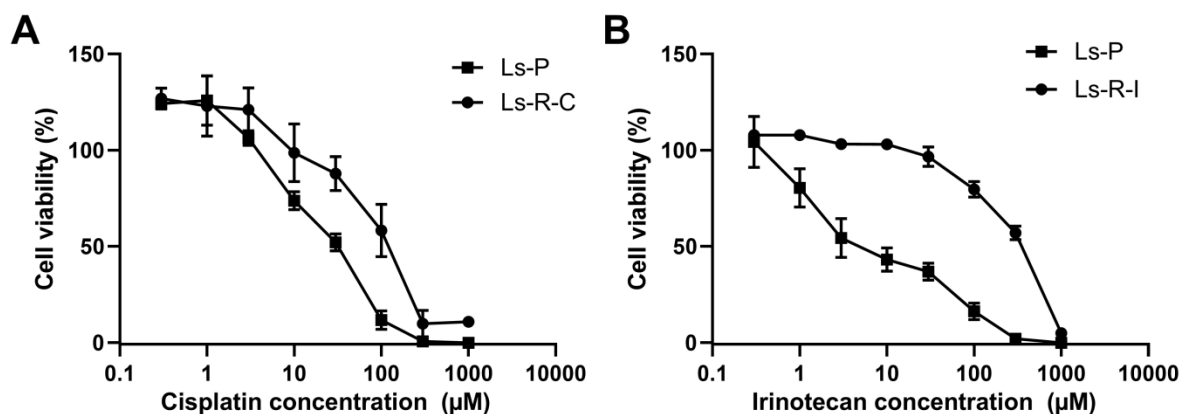 A
150
100
50
0
Cell viability (%)
Ls-P
Ls-R-C
0.1 1 10 100 1000 10000
Cisplatin concentration (µM)
B
150
100
50
0
Cell viability (%)
Ls-P
Ls-R-I
0.1 1 10 100 1000 10000
Irinotecan concentration (µM)